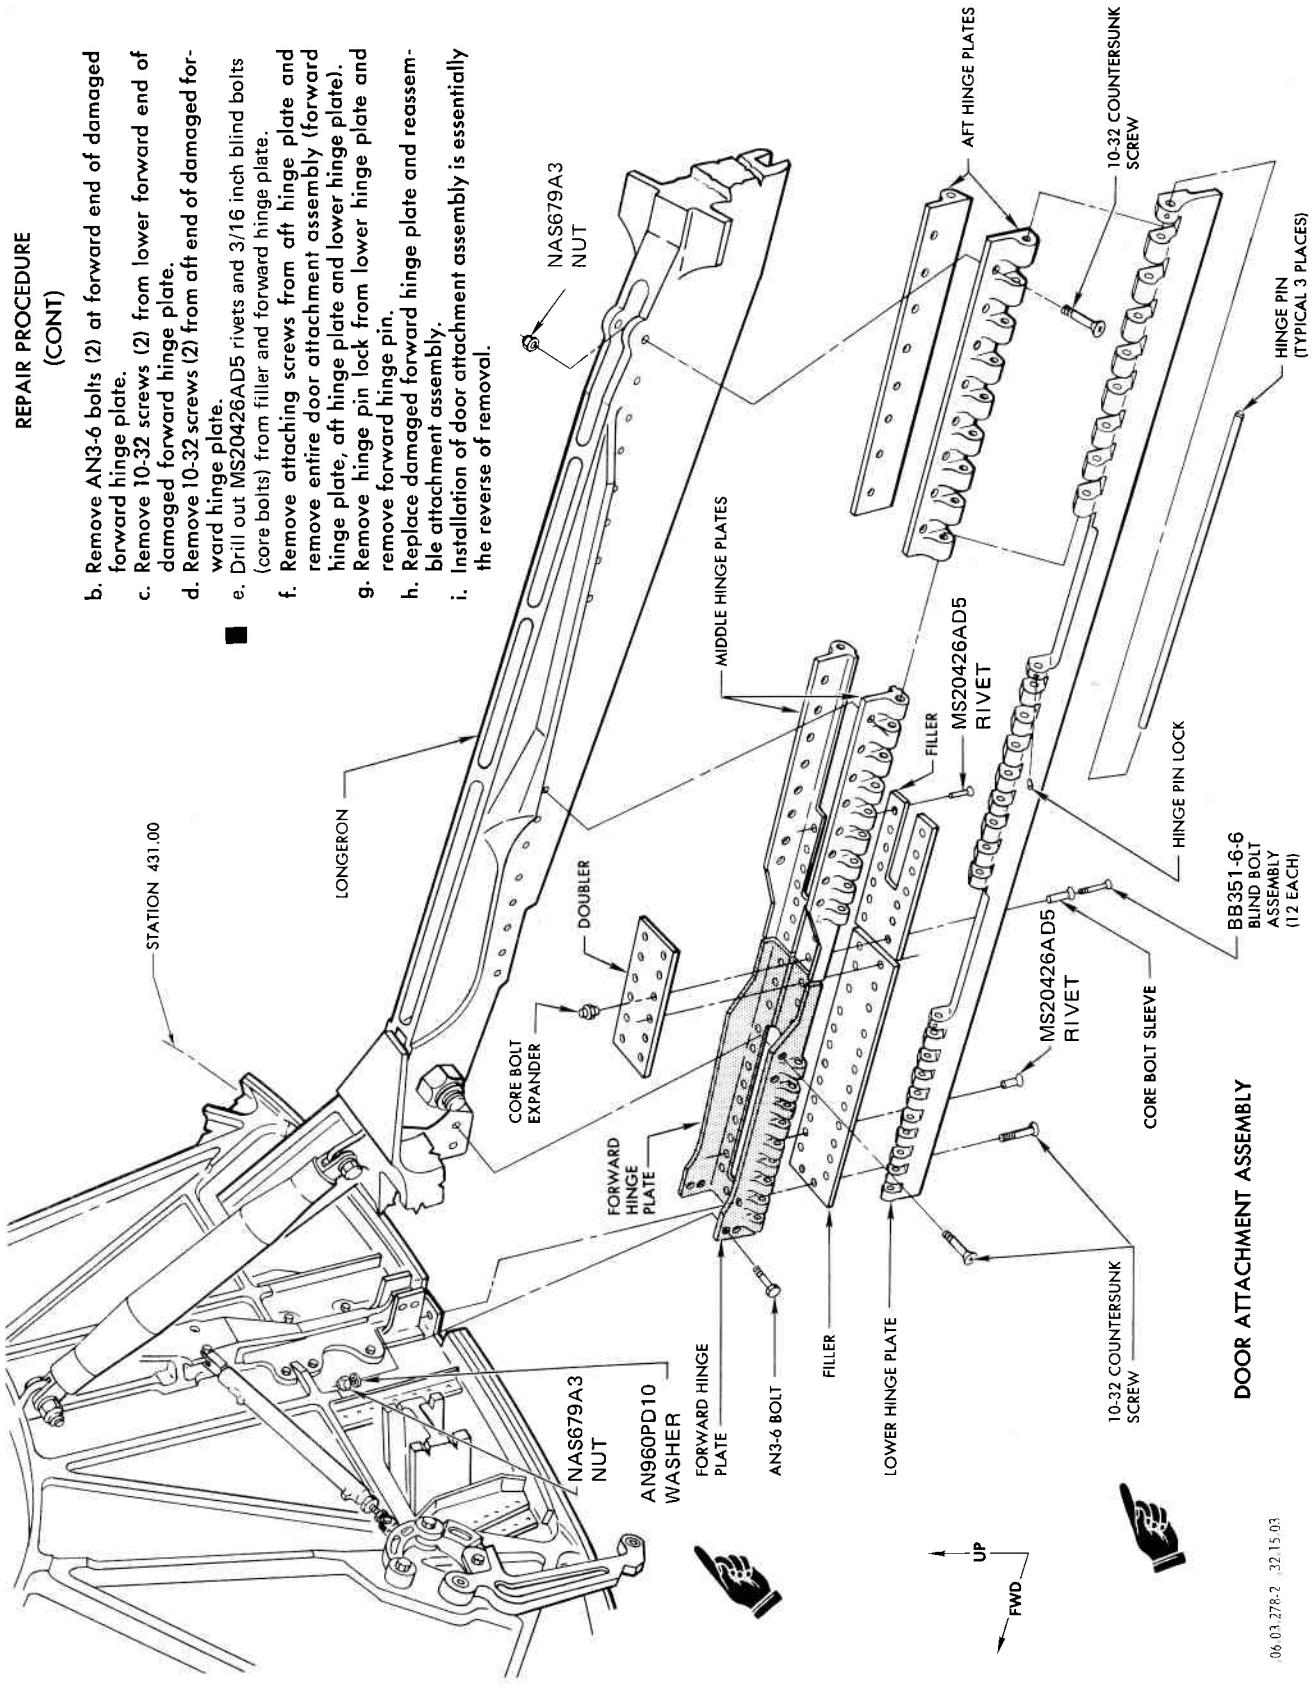 REPAIR PROCEDURE
(CONT)
b. Remove AN3-6 bolts (2) at forward end of damaged
forward hinge plate.
c. Remove 10-32 screws (2) from lower forward end of
damaged forward hinge plate.
d. Remove 10-32 screws (2) from aft end of damaged for-
ward hinge plate.
e. Drill out MS20426AD5 rivets and 3/16 inch blind bolts
(core bolts) from filler and forward hinge plate.
f. Remove attaching screws from aft hinge plate and
remove entire door attachment assembly (forward
hinge plate, aft hinge plate and lower hinge plate).
g. Remove hinge pin lock from lower hinge plate and
remove forward hinge pin.
h. Replace damaged forward hinge plate and reassem-
ble attachment assembly.
i. Installation of door attachment assembly is essentially
the reverse of removal.
STATION 431.00
LONGERON
NAS679A3
NUT
DOUBLER
CORE BOLT
EXPANDER
MIDDLE HINGE PLATES
AFT HINGE PLATES
10-32 COUNTERSUNK
SCREW
FORWARD
HINGE
PLATE
FILLER
MS20426AD5
RIVET
HINGE PIN
(TYPICAL 3 PLACES)
HINGE PIN LOCK
BB351-6-6
BLIND BOLT
ASSEMBLY
(12 EACH)
CORE BOLT SLEEVE
MS20426AD5
RIVET
NAS679A3
NUT
AN960PD10
WASHER
FORWARD HINGE
PLATE
AN3-6 BOLT
FILLER
LOWER HINGE PLATE
10-32 COUNTERSUNK
SCREW
UP
FWD
DOOR ATTACHMENT ASSEMBLY
.06.03.278-2 .32.15.03